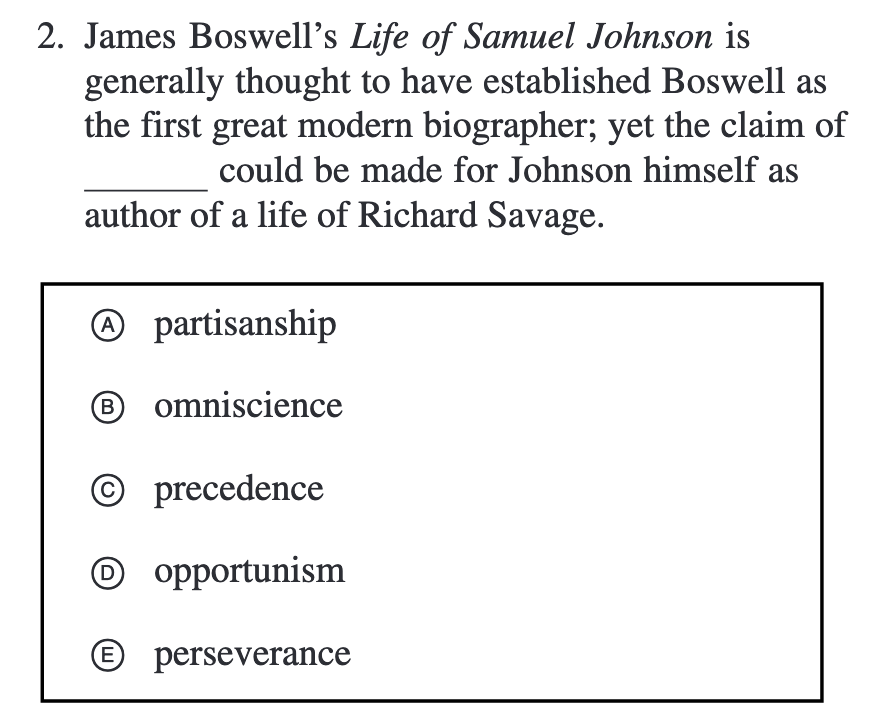 2. James Boswell’s Life of Samuel Johnson is
generally thought to have established Boswell as
the first great modern biographer; yet the claim of
_______ could be made for Johnson himself as
author of a life of Richard Savage.
A partisanship
B omniscience
C precedence
D opportunism
E perseverance